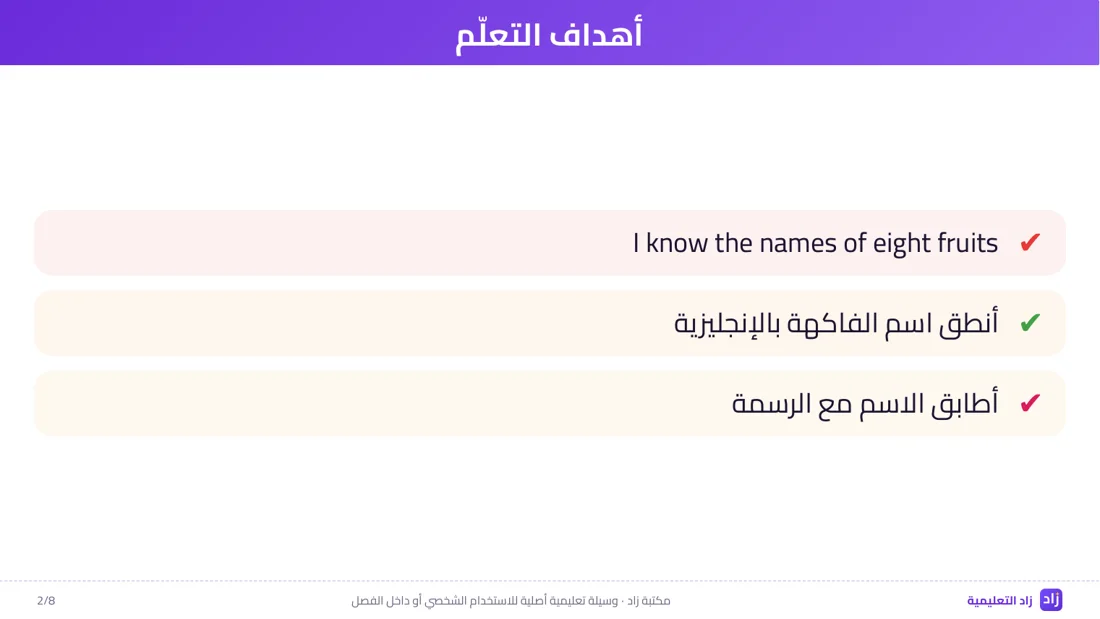 أهداف التعلّم
✔ I know the names of eight fruits
✔ أنطق اسم الفاكهة بالإنجليزية
✔ أطابق الاسم مع الرسمة
زاد زاد التعليمية
مكتبة زاد · وسيلة تعليمية أصلية للاستخدام الشخصي أو داخل الفصل
2/8